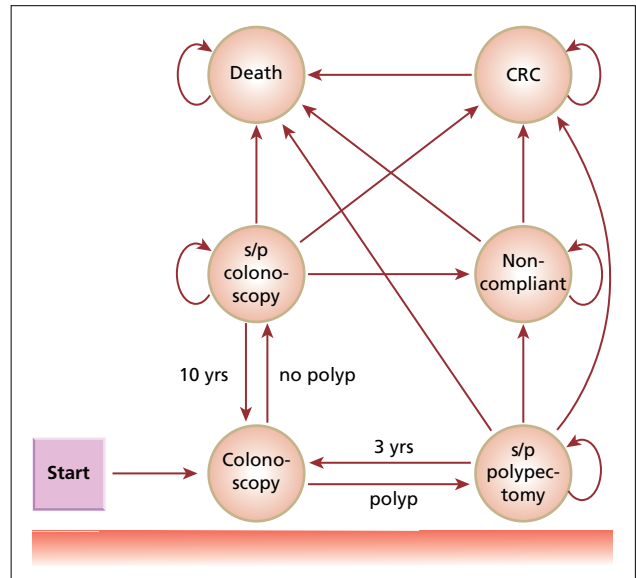 Death
CRC
s/p
colono-
scopy
Non-
compliant
10 yrs
no polyp
Start
Colono-
scopy
3 yrs
polyp
s/p
polypec-
tomy